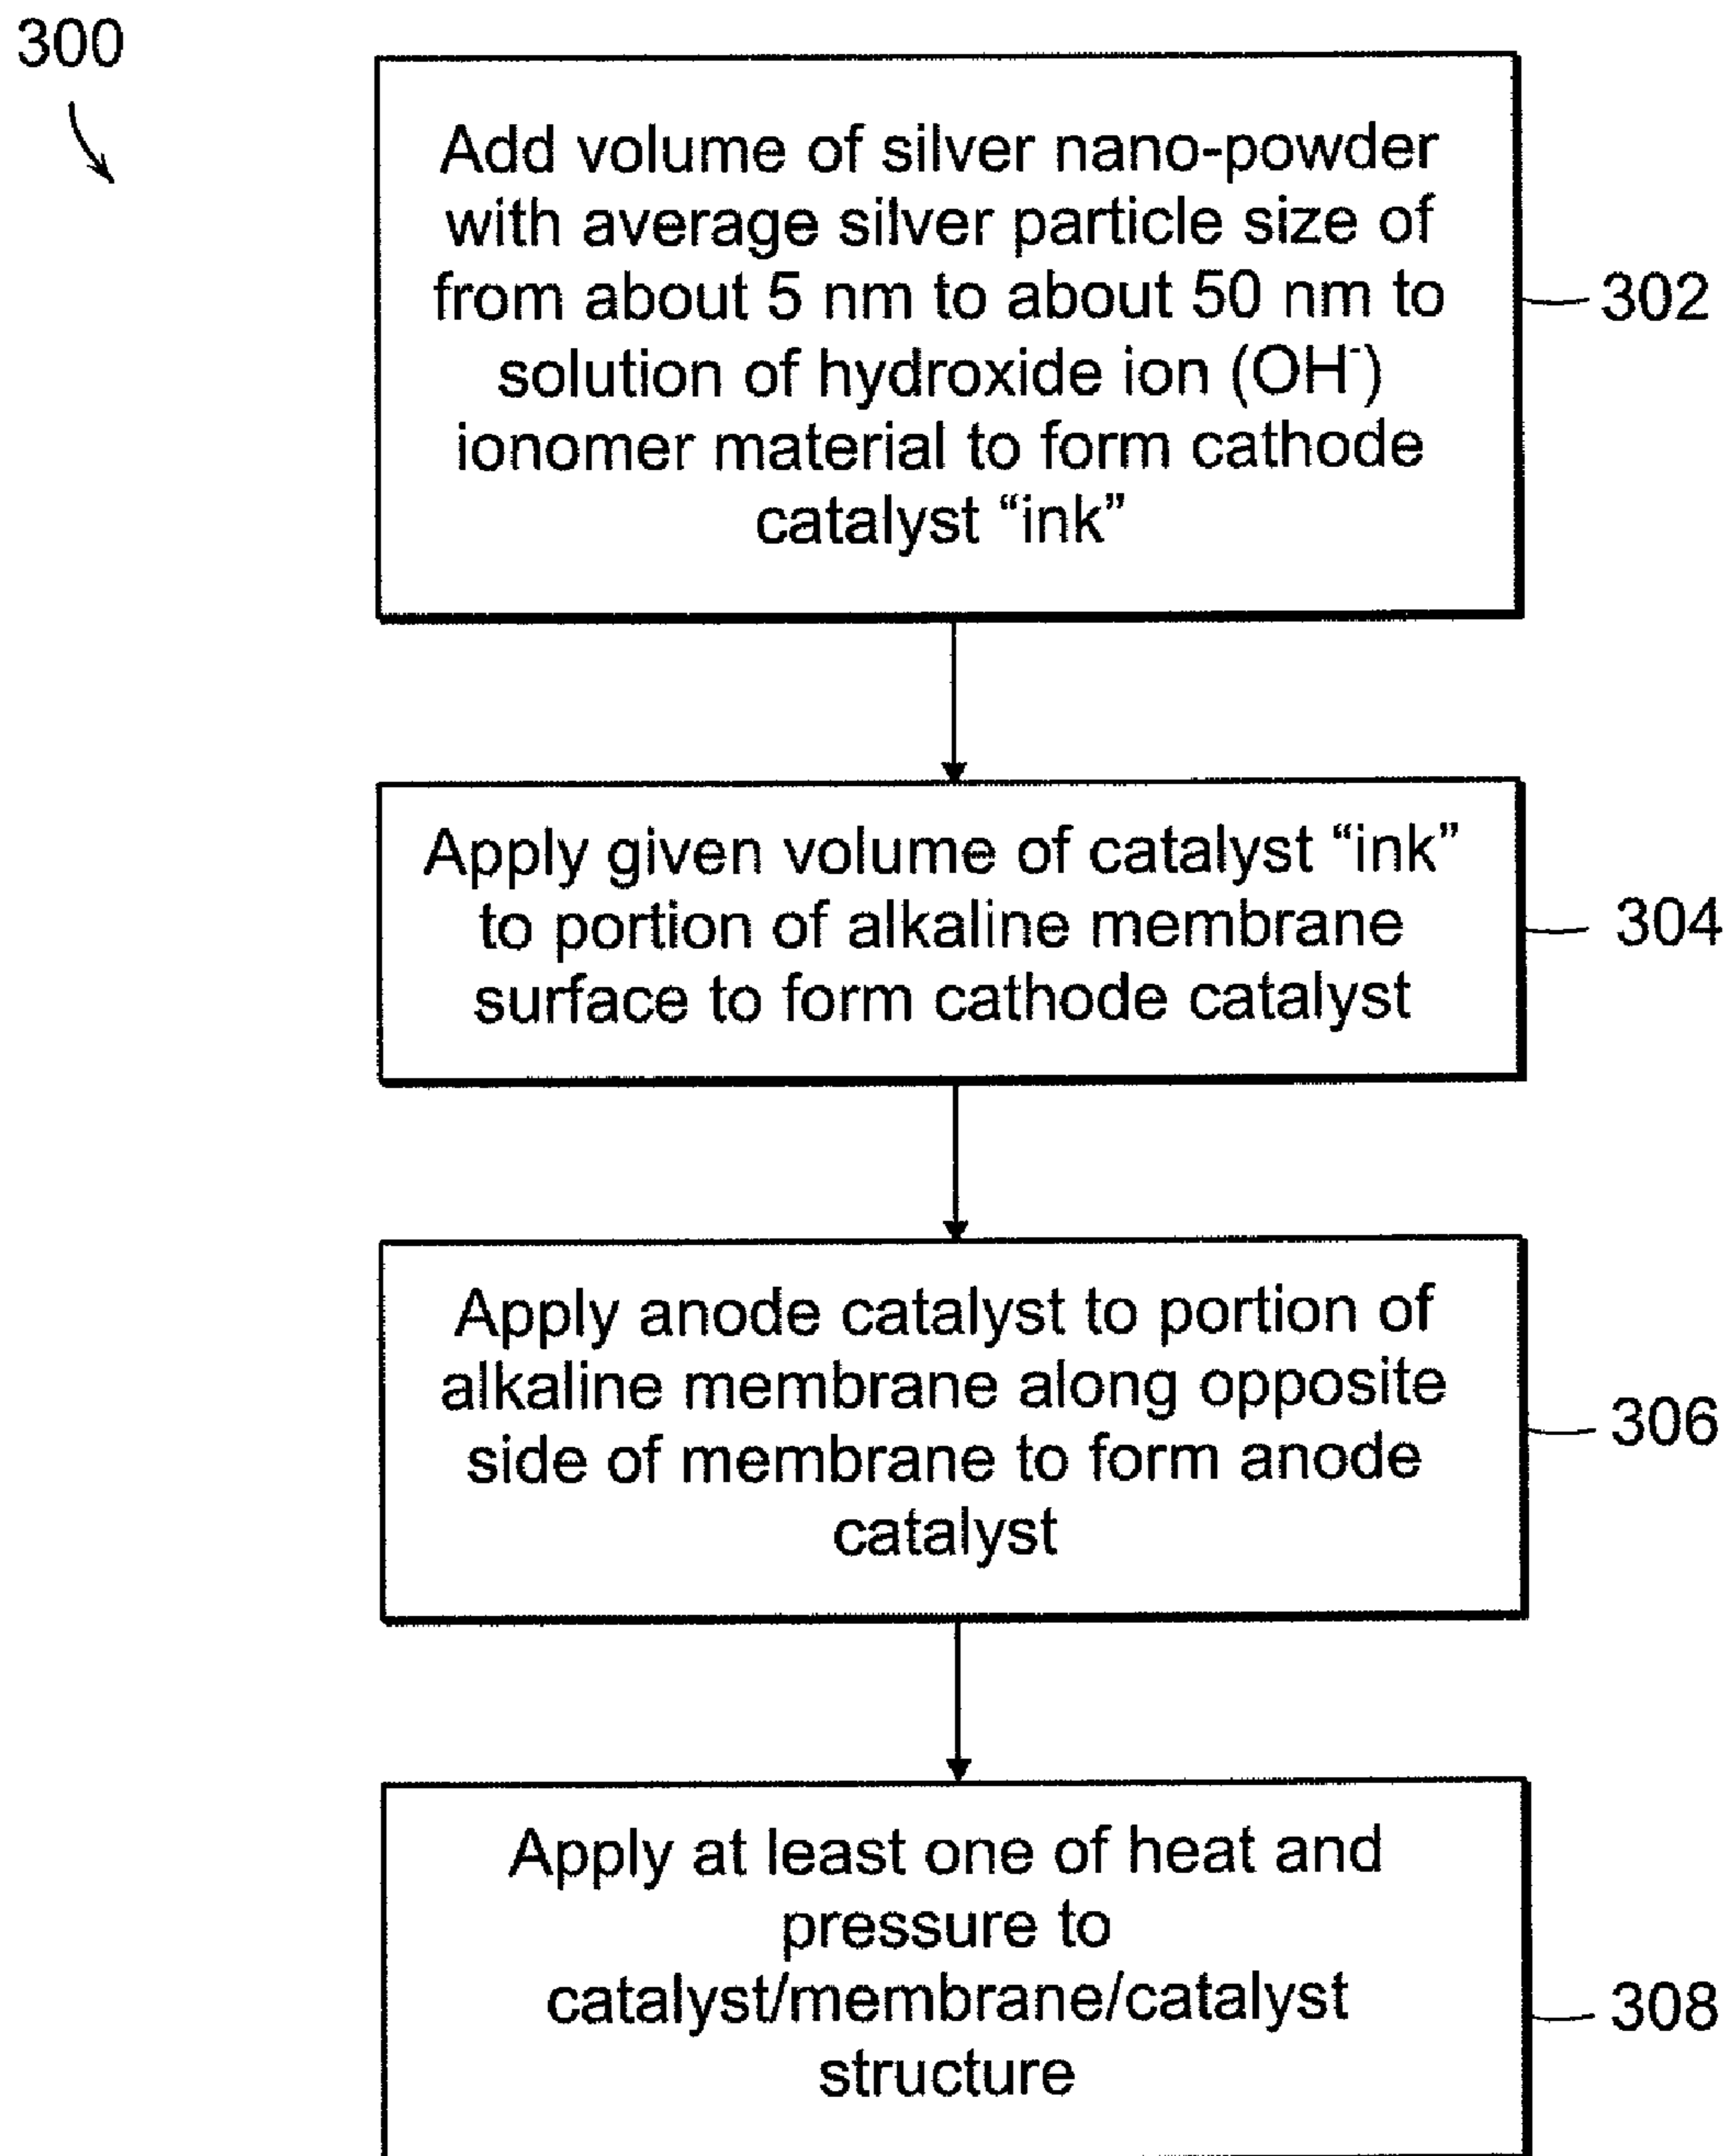 300
Add volume of silver nano-powder
with average silver particle size of
from about 5 nm to about 50 nm to
solution of hydroxide ion (OH⁻)
ionomer material to form cathode
catalyst “ink”
302
Apply given volume of catalyst “ink”
to portion of alkaline membrane
surface to form cathode catalyst
304
Apply anode catalyst to portion of
alkaline membrane along opposite
side of membrane to form anode
catalyst
306
Apply at least one of heat and
pressure to
catalyst/membrane/catalyst
structure
308